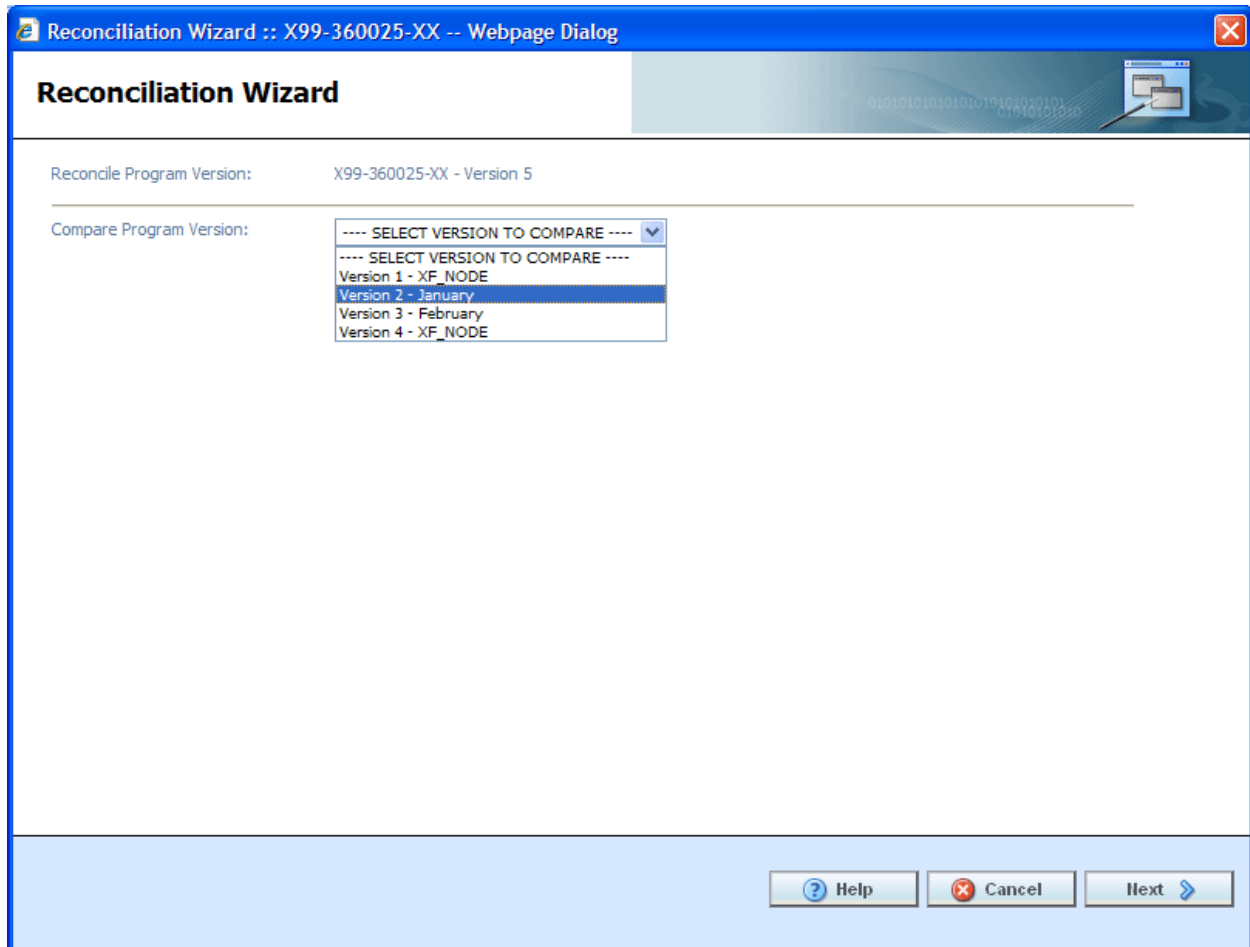 Reconciliation Wizard :: X99-360025-XX -- Webpage Dialog
Reconciliation Wizard
Reconcile Program Version: X99-360025-XX - Version 5
Compare Program Version: ---- SELECT VERSION TO COMPARE ----
---- SELECT VERSION TO COMPARE ----
Version 1 - XF_NODE
Version 2 - January
Version 3 - February
Version 4 - XF_NODE
Help Cancel Next